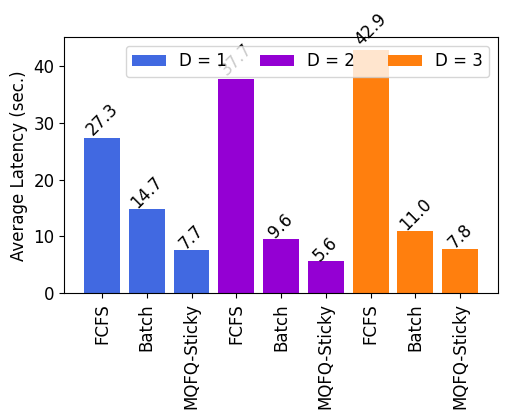 42.9
D = 1
D = 2
D = 3
37.7
40
27.3
30
20
14.7
11.0
9.6
7.7
7.8
5.6
10
0
Average Latency (sec.)
FCFS
Batch
MQFQ-Sticky
FCFS
Batch
MQFQ-Sticky
FCFS
Batch
MQFQ-Sticky